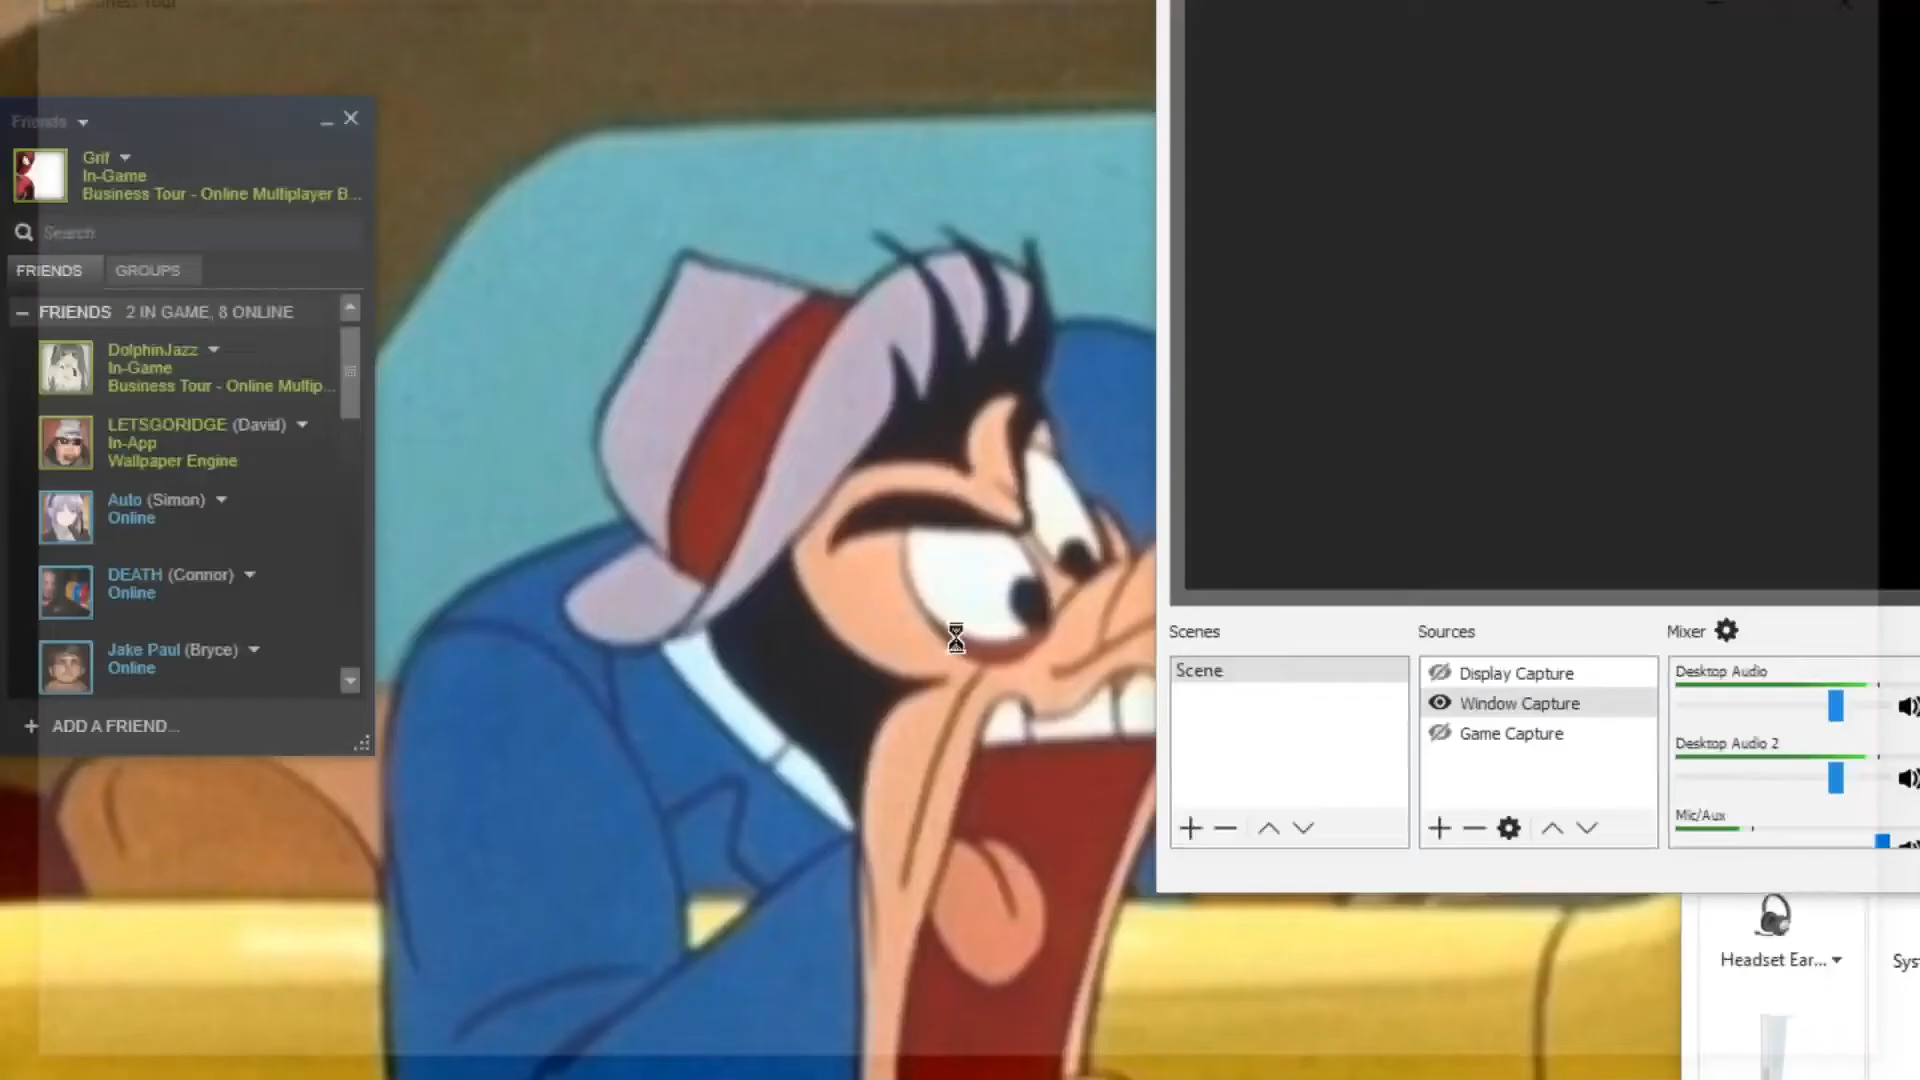 Business Tour
Friends
Grif
In-Game
Business Tour - Online Multiplayer B...
Search
FRIENDS GROUPS
FRIENDS 2 IN GAME, 8 ONLINE
DolphinJazz
In-Game
Business Tour - Online Multip...
LETSGORIDGE (David)
In-App
Wallpaper Engine
Auto (Simon)
Online
DEATH (Connor)
Online
Jake Paul (Bryce)
Online
ADD A FRIEND...
Scenes
Scene
Sources
Display Capture
Window Capture
Game Capture
Mixer
Desktop Audio
Desktop Audio 2
Mic/Aux
Headset Ear...
Sys